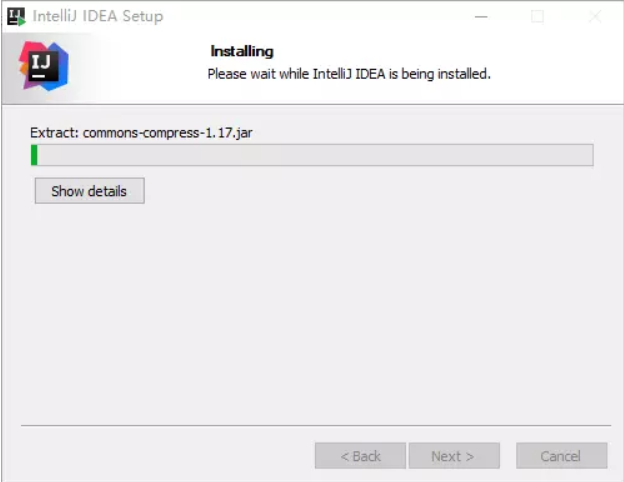 IntelliJ IDEA Setup
IJ
Installing
Please wait while IntelliJ IDEA is being installed.
Extract: commons-compress-1.17.jar
Show details
< Back
Next >
Cancel